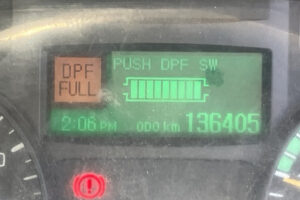 PUSH DPF SW
DPF
FULL
2:06 PM ODO km 136405